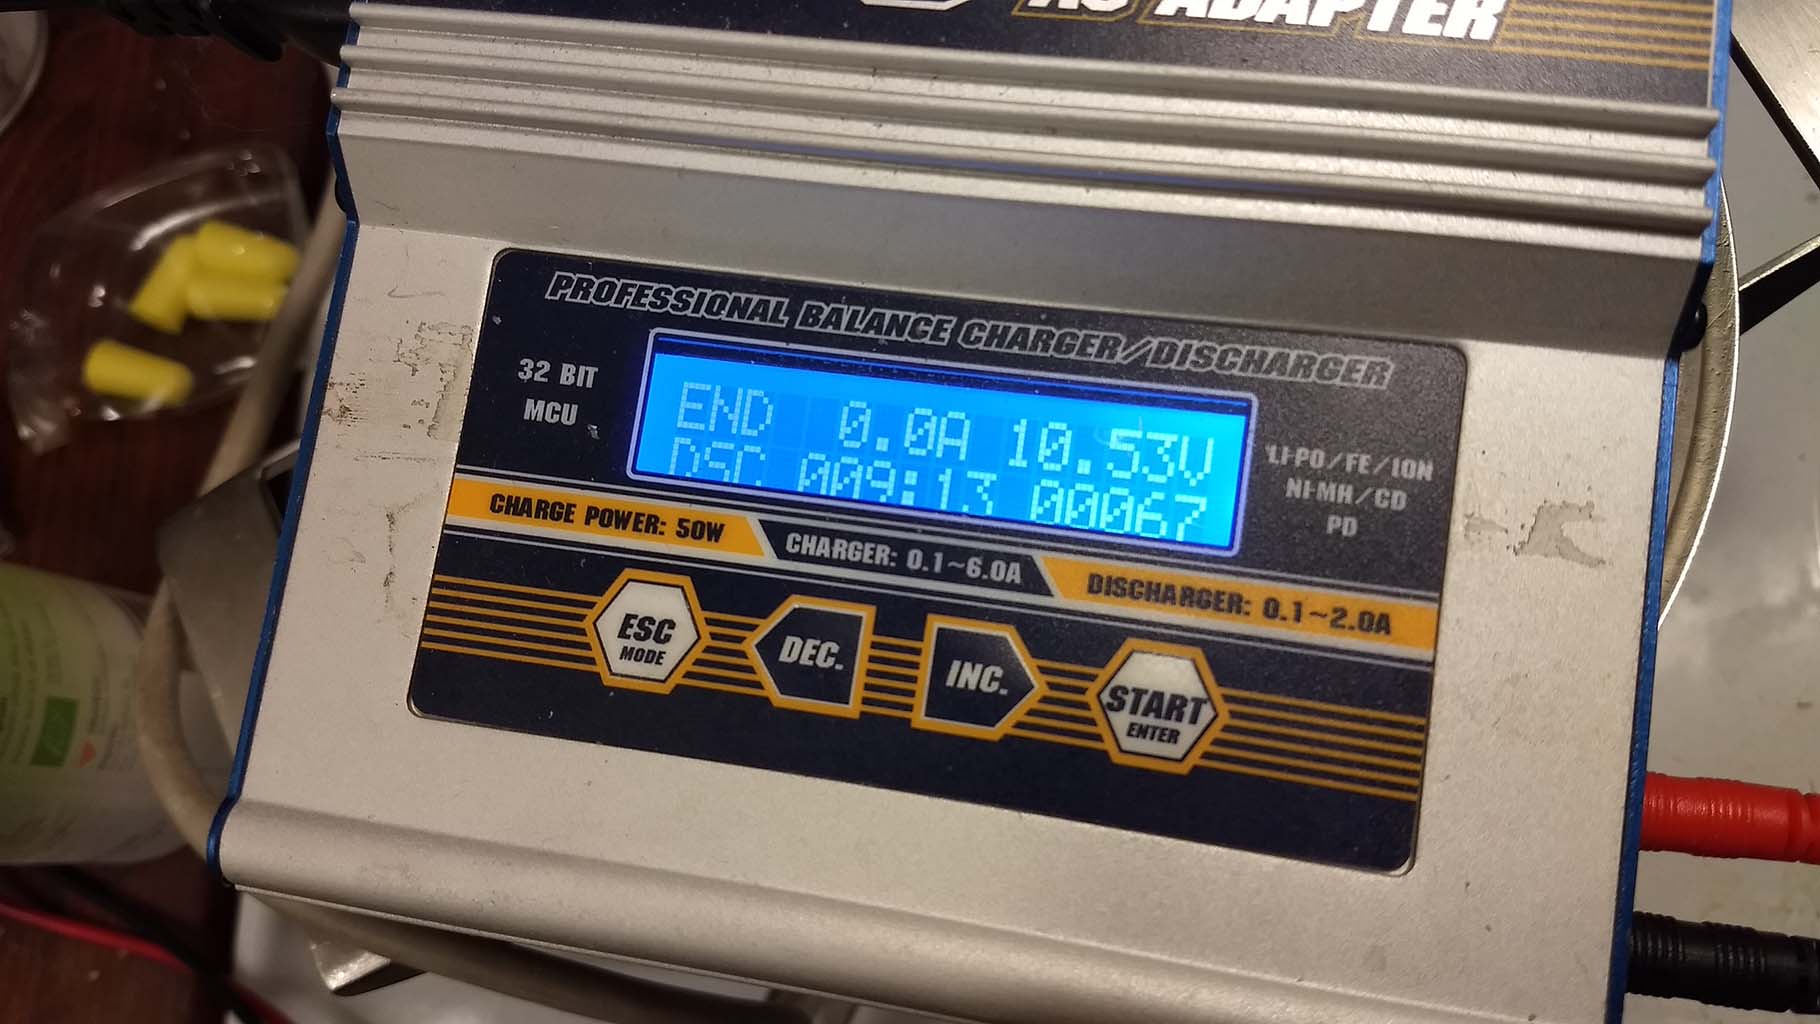 AC ADAPTER
PROFESSIONAL BALANCE CHARGER/DISCHARGER
32 BIT
MCU
END 0.0A 10.53V
DSC 009:13 00067
LI-PO/FE/ION
NI-MH/CD
PD
CHARGE POWER: 50W
CHARGER: 0.1~6.0A
DISCHARGER: 0.1~2.0A
ESC
MODE
DEC.
INC.
START
ENTER